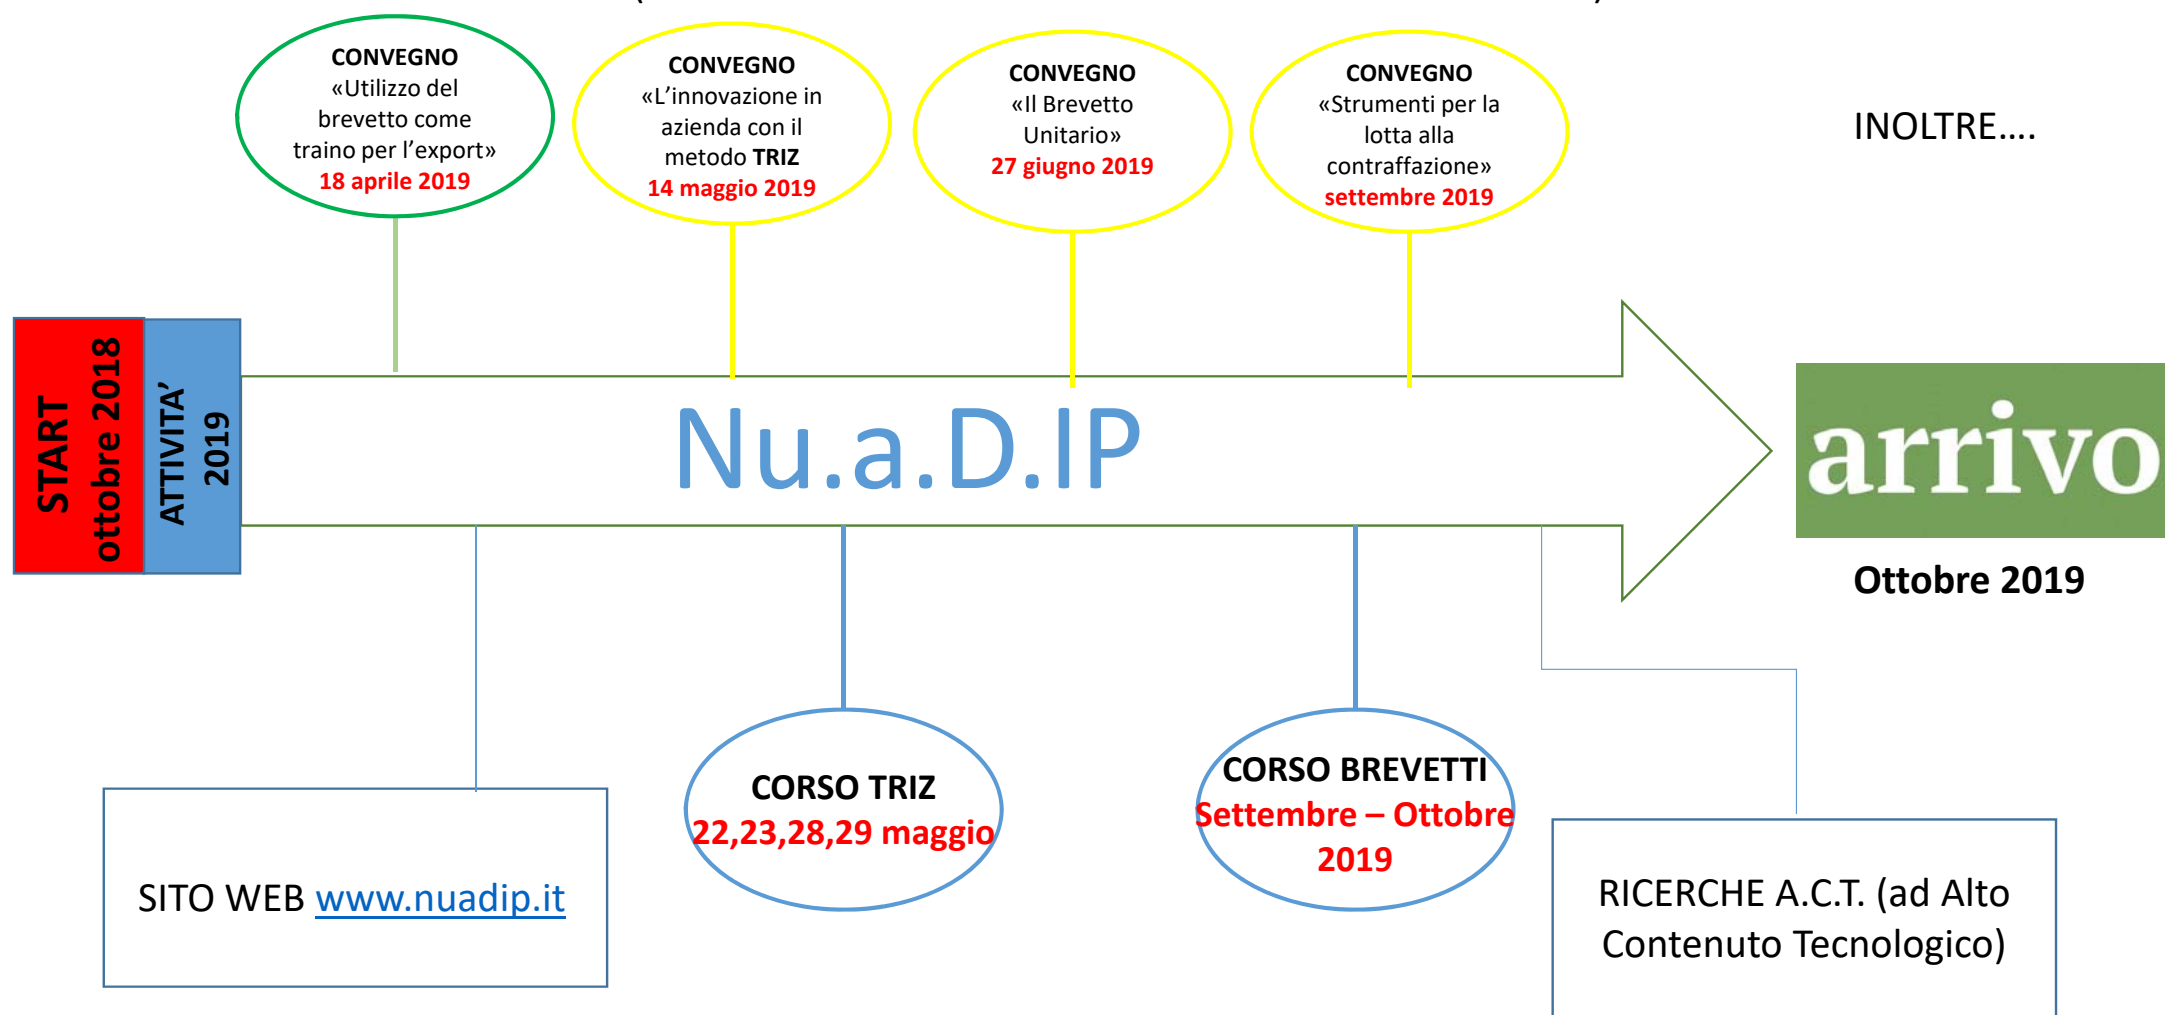 CONVEGNO
«Utilizzo del
brevetto come
traino per l'export»
18 aprile 2019
CONVEGNO
«L'innovazione in
azienda con il
metodo TRIZ
14 maggio 2019
CONVEGNO
«Il Brevetto
Unitario»
27 giugno 2019
CONVEGNO
«Strumenti per la
lotta alla
contraffazione»
settembre 2019
INOLTRE....
START
ottobre 2018
ATTIVITA'
2019
Nu.a.D.IP
arrivo
Ottobre 2019
SITO WEB www.nuadip.it
CORSO TRIZ
22,23,28,29 maggio
CORSO BREVETTI
Settembre – Ottobre
2019
RICERCHE A.C.T. (ad Alto
Contenuto Tecnologico)